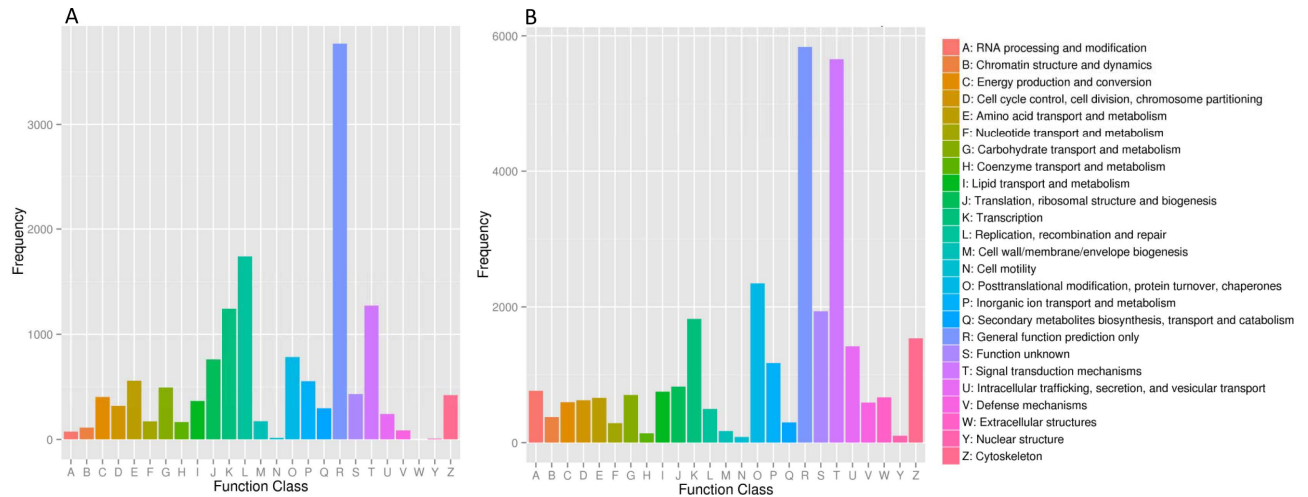 A
Frequency
3000
2000
1000
0
A B C D E F G H I J K L M N O P Q R S T U V W Y Z
Function Class
B
Frequency
6000
4000
2000
0
A B C D E F G H I J K L M N O P Q R S T U V W Y Z
Function Class
A: RNA processing and modification
B: Chromatin structure and dynamics
C: Energy production and conversion
D: Cell cycle control, cell division, chromosome partitioning
E: Amino acid transport and metabolism
F: Nucleotide transport and metabolism
G: Carbohydrate transport and metabolism
H: Coenzyme transport and metabolism
I: Lipid transport and metabolism
J: Translation, ribosomal structure and biogenesis
K: Transcription
L: Replication, recombination and repair
M: Cell wall/membrane/envelope biogenesis
N: Cell motility
O: Posttranslational modification, protein turnover, chaperones
P: Inorganic ion transport and metabolism
Q: Secondary metabolites biosynthesis, transport and catabolism
R: General function prediction only
S: Function unknown
T: Signal transduction mechanisms
U: Intracellular trafficking, secretion, and vesicular transport
V: Defense mechanisms
W: Extracellular structures
Y: Nuclear structure
Z: Cytoskeleton